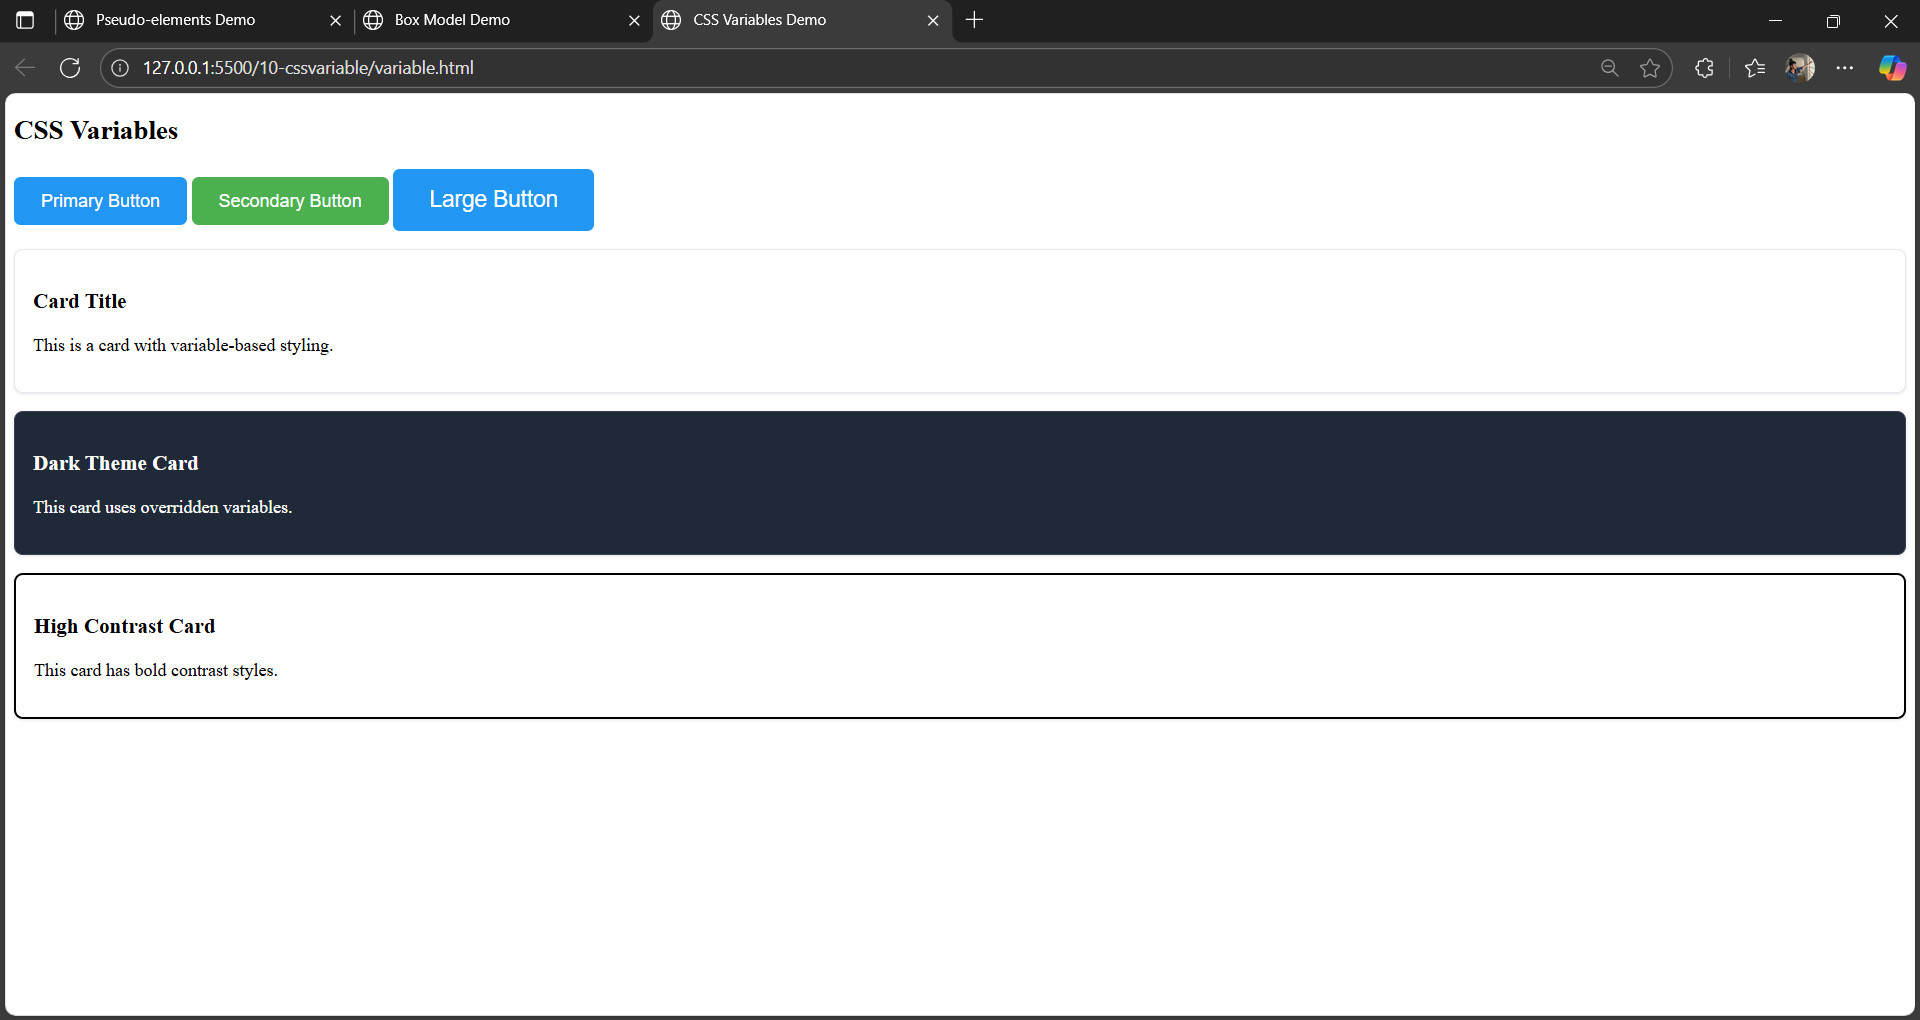 Pseudo-elements Demo
Box Model Demo
CSS Variables Demo
127.0.0.1:5500/10-cssvariable/variable.html
CSS Variables
Primary Button
Secondary Button
Large Button
Card Title
This is a card with variable-based styling.
Dark Theme Card
This card uses overridden variables.
High Contrast Card
This card has bold contrast styles.